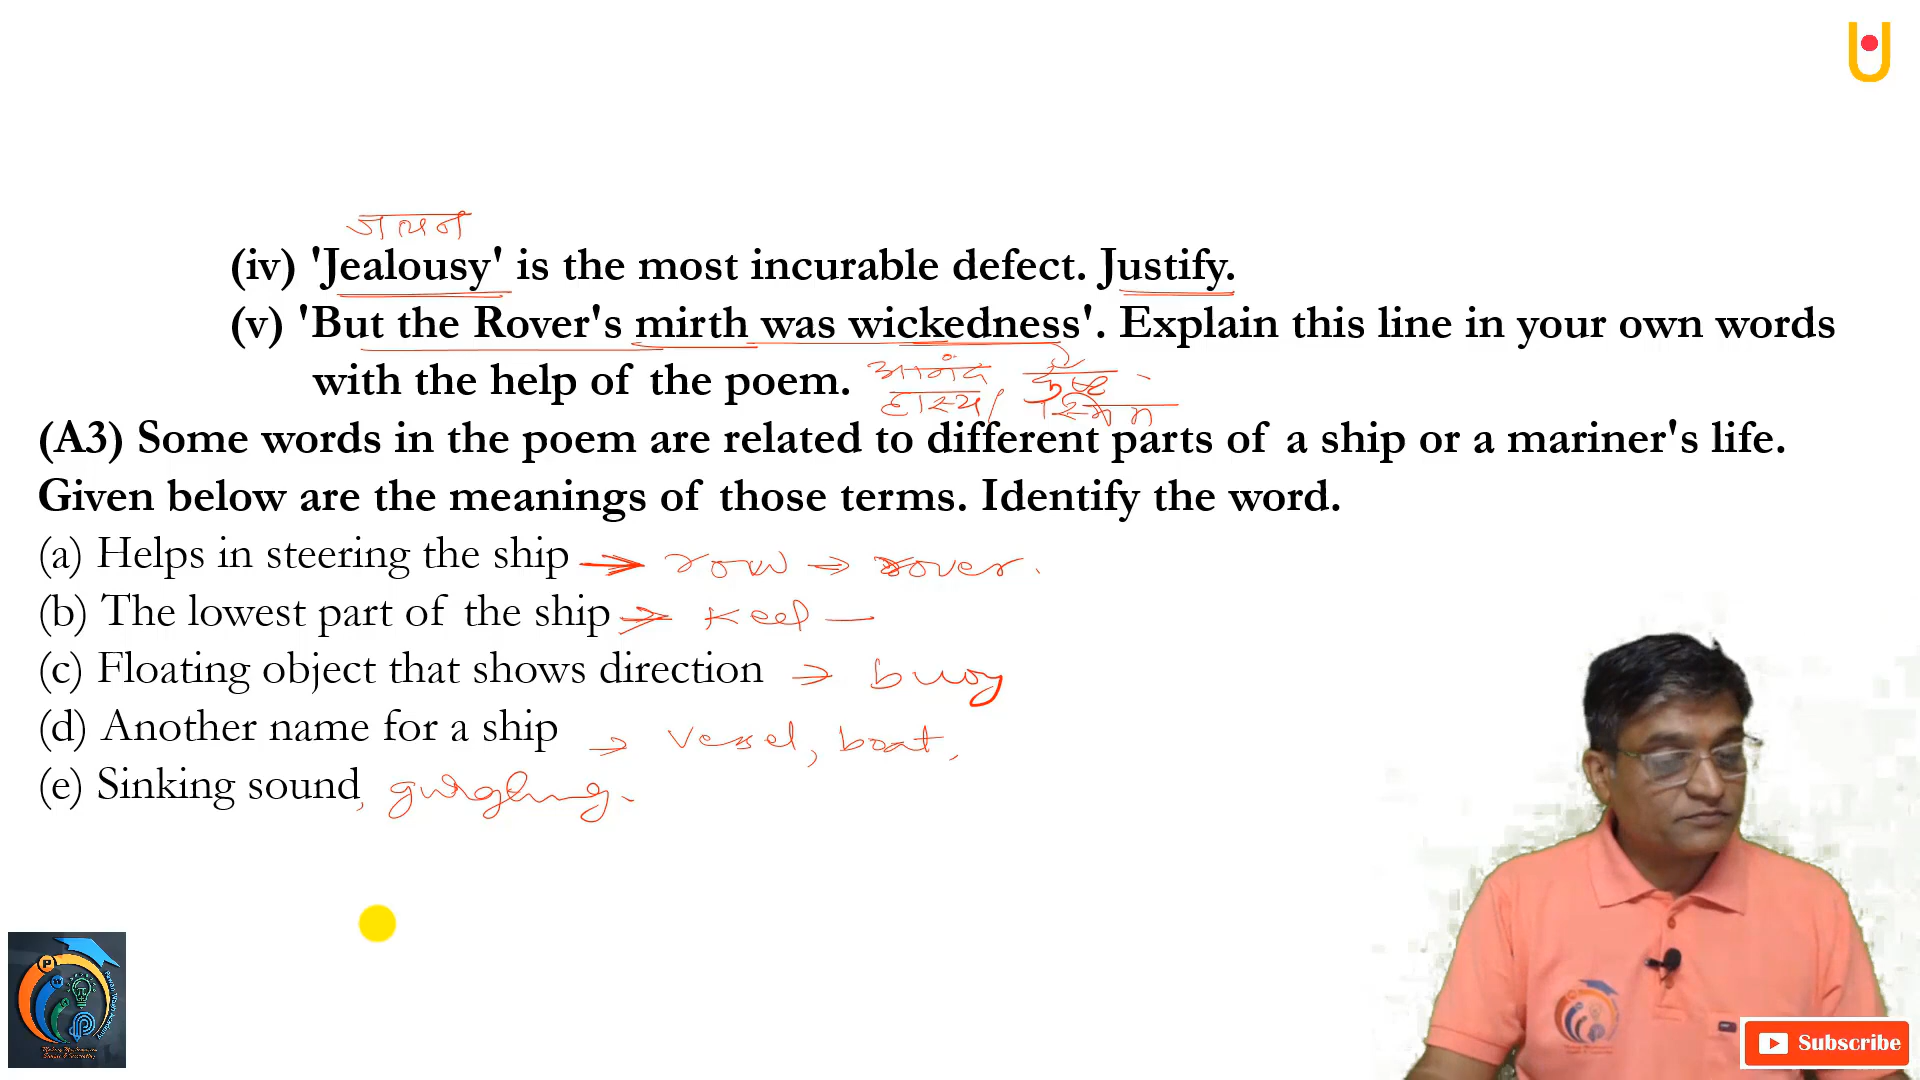 जलन
(iv) 'Jealousy' is the most incurable defect. Justify.
(v) 'But the Rover's mirth was wickedness'. Explain this line in your own words
with the help of the poem. आनंद
हास्य /
(A3) Some words in the poem are related to different parts of a ship or a mariner's life.
Given below are the meanings of those terms. Identify the word.
(a) Helps in steering the ship → row → rover.
(b) The lowest part of the ship → keel —
(c) Floating object that shows direction → buoy
(d) Another name for a ship → vessel, boat,
(e) Sinking sound, gurgling.
Subscribe